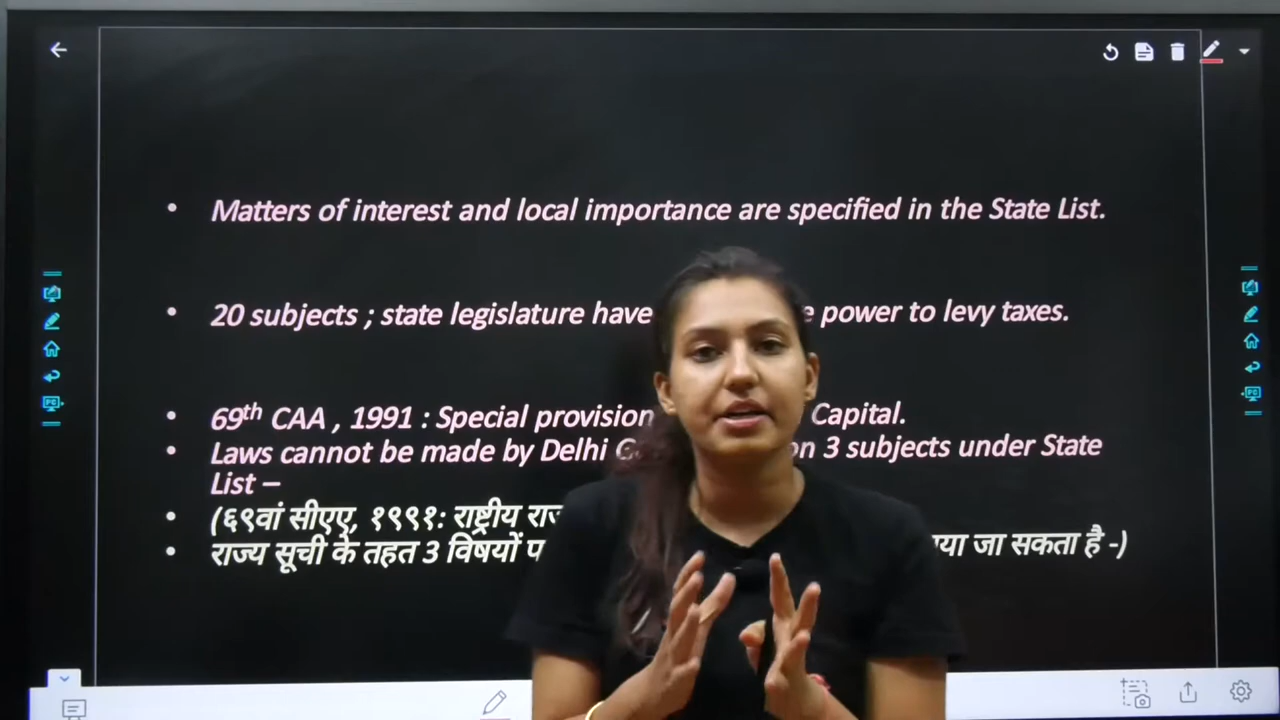 Matters of interest and local importance are specified in the State List.
20 subjects ; state legislature have power to levy taxes.
69th CAA , 1991 : Special provision Capital.
Laws cannot be made by Delhi on 3 subjects under State
List –
(६९वां सीएए, १९९१: राष्ट्रीय
राज्य सूची के तहत 3 विषयों जा सकता है -)